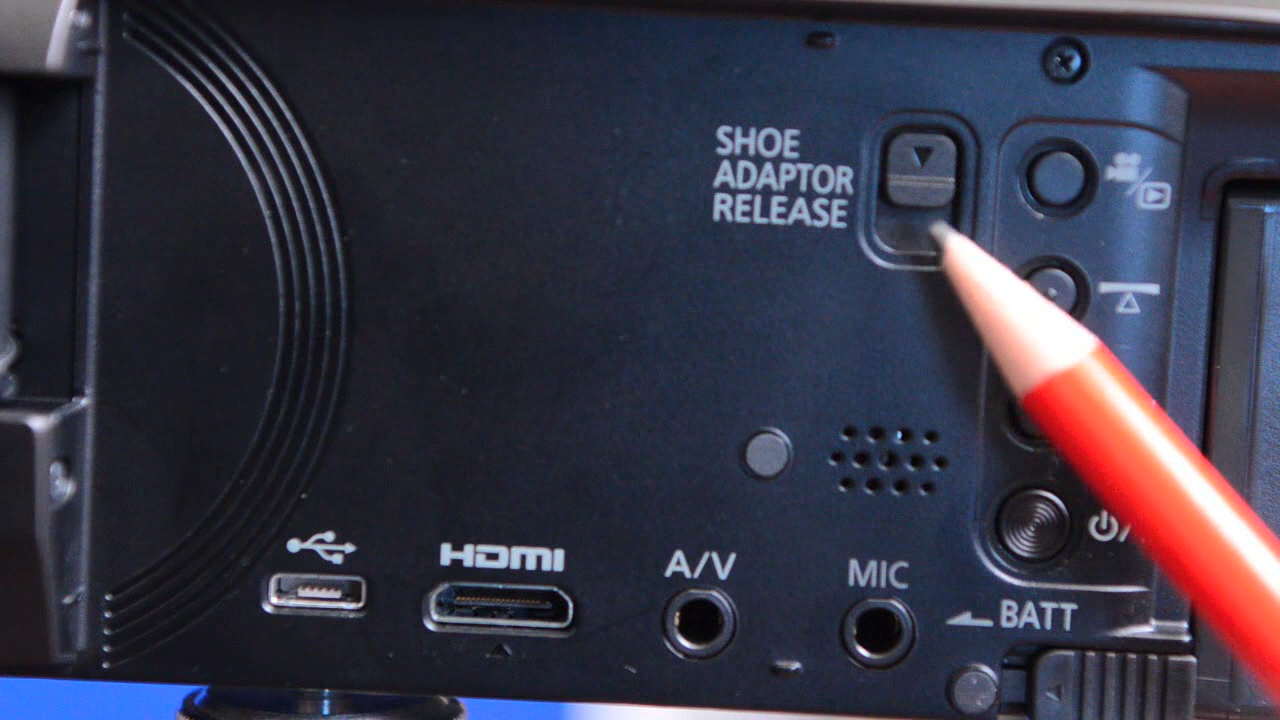 SHOE
ADAPTOR
RELEASE
HDMI
A/V
MIC
BATT